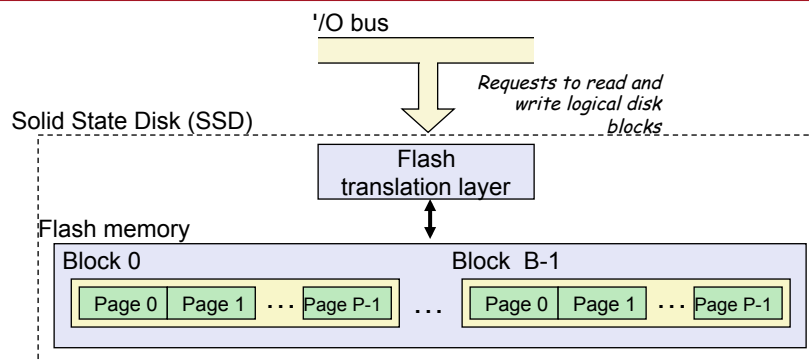 '/O bus
Requests to read and
write logical disk
blocks
Solid State Disk (SSD)
Flash
translation layer
Flash memory
Block 0
Block B-1
Page 0 Page 1 ... Page P-1 ... Page 0 Page 1 ... Page P-1